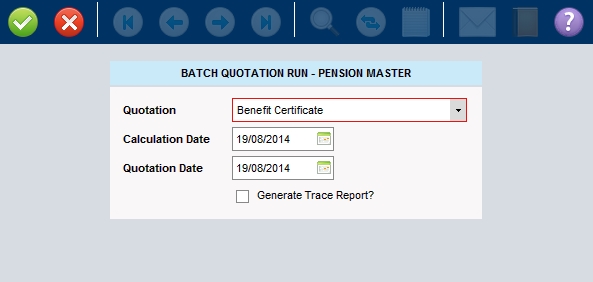 BATCH QUOTATION RUN - PENSION MASTER
Quotation Benefit Certificate
Calculation Date 19/08/2014
Quotation Date 19/08/2014
Generate Trace Report?